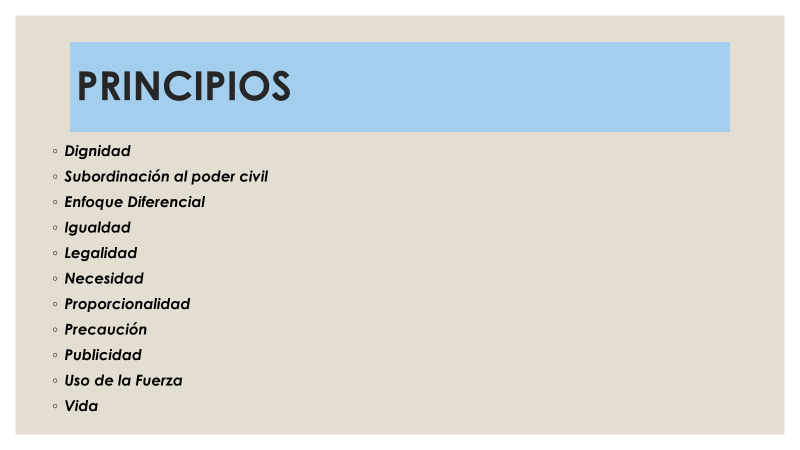 PRINCIPIOS
◦ Dignidad
◦ Subordinación al poder civil
◦ Enfoque Diferencial
◦ Igualdad
◦ Legalidad
◦ Necesidad
◦ Proporcionalidad
◦ Precaución
◦ Publicidad
◦ Uso de la Fuerza
◦ Vida